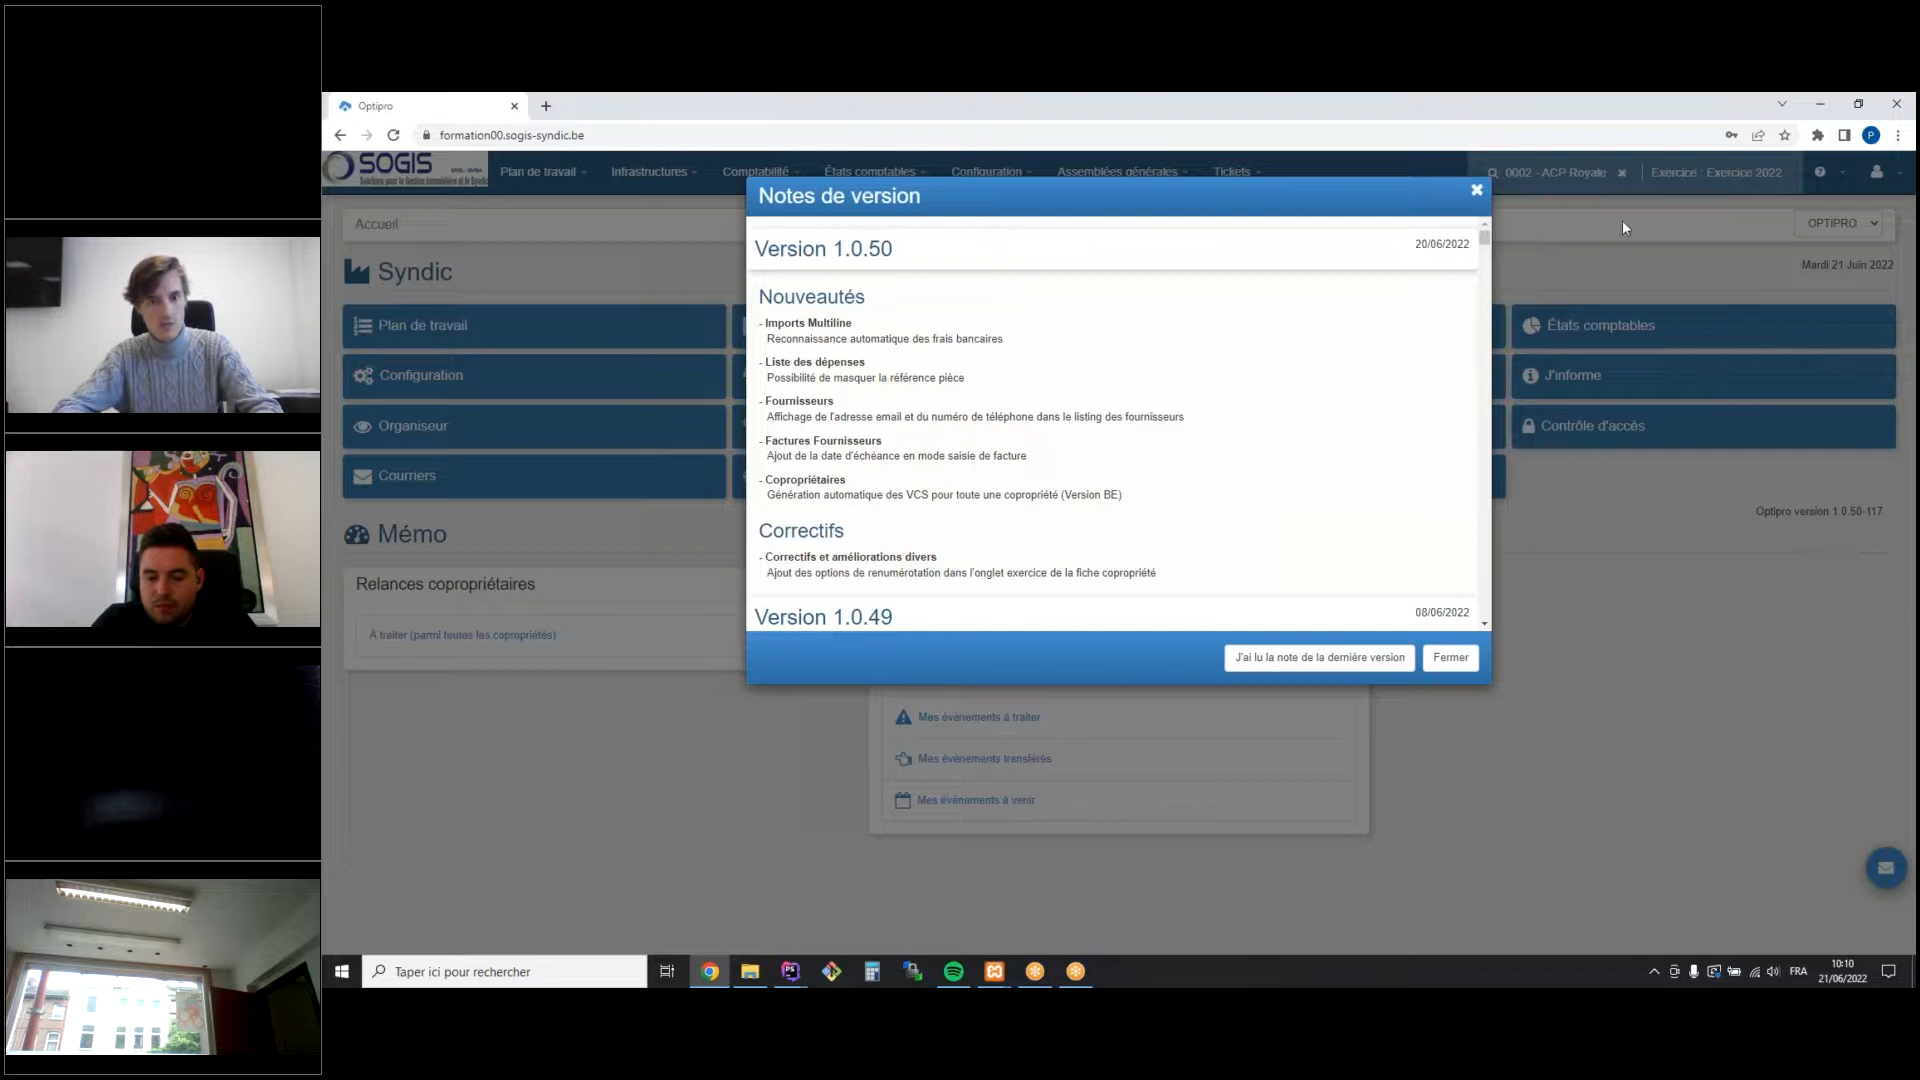 Optipro
formation00.sogis-syndic.be
SOGIS
Plan de travail
Infrastructures
Comptabilité
États comptables
Configuration
Assemblées générales
Tickets
0002 - ACP Royale
Exercice : Exercice 2022
Notes de version
Accueil
OPTIPRO
Version 1.0.50
20/06/2022
Mardi 21 Juin 2022
Syndic
Nouveautés
Plan de travail
- Imports Multiline
Reconnaissance automatique des frais bancaires
États comptables
- Liste des dépenses
Possibilité de masquer la référence pièce
Configuration
J'informe
- Fournisseurs
Affichage de l'adresse email et du numéro de téléphone dans le listing des fournisseurs
Organiseur
Contrôle d'accès
- Factures Fournisseurs
Ajout de la date d'échéance en mode saisie de facture
Courriers
- Copropriétaires
Génération automatique des VCS pour toute une copropriété (Version BE)
Optipro version 1.0.50-117
Mémo
Correctifs
- Correctifs et améliorations divers
Ajout des options de renumérotation dans l'onglet exercice de la fiche copropriété
Relances copropriétaires
Version 1.0.49
08/06/2022
À traiter (parmi toutes les copropriétés)
J'ai lu la note de la dernière version
Fermer
Mes évènements à traiter
Mes évènements transférés
Mes évènements à venir
Taper ici pour rechercher
FRA
10:10
21/06/2022